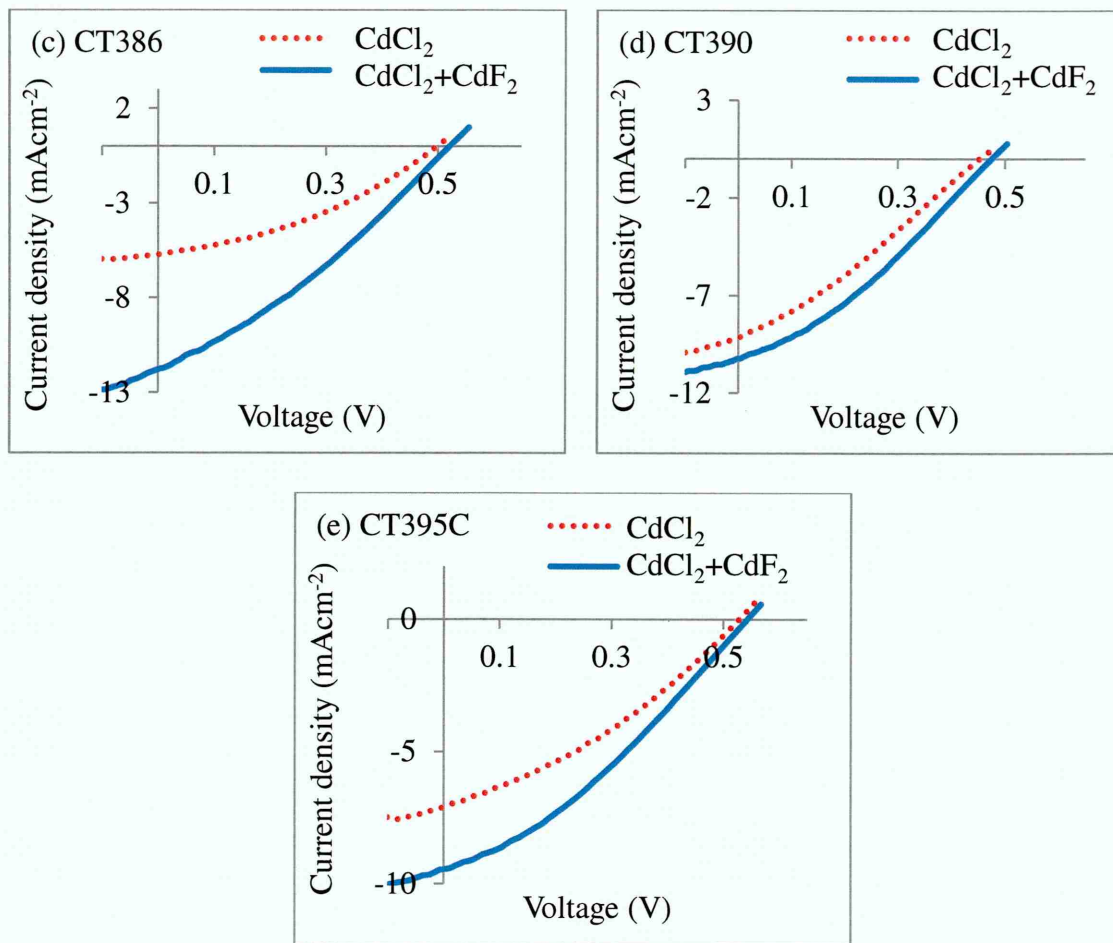 (c) CT386
CdCl₂
CdCl₂+CdF₂
Current density (mAcm⁻²)
2
-3
-8
-13
0.1
0.3
0.5
Voltage (V)
(d) CT390
CdCl₂
CdCl₂+CdF₂
Current density (mAcm⁻²)
3
-2
-7
-12
0.1
0.3
0.5
Voltage (V)
(e) CT395C
CdCl₂
CdCl₂+CdF₂
Current density (mAcm⁻²)
0
-5
-10
0.1
0.3
0.5
Voltage (V)